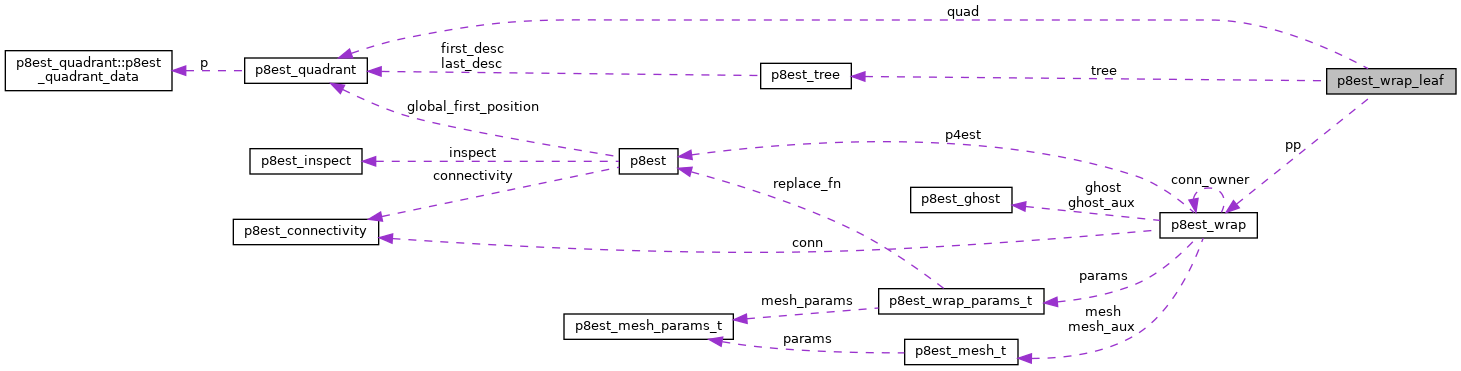 quad
p8est_quadrant::p8est
_quadrant_data
p
p8est_quadrant
first_desc
last_desc
p8est_tree
tree
p8est_wrap_leaf
global_first_position
p4est
pp
p8est_inspect
inspect
p8est
connectivity
replace_fn
conn_owner
p8est_ghost
ghost
ghost_aux
p8est_wrap
p8est_connectivity
conn
params
p8est_wrap_params_t
mesh_params
p8est_mesh_params_t
mesh
mesh_aux
params
p8est_mesh_t